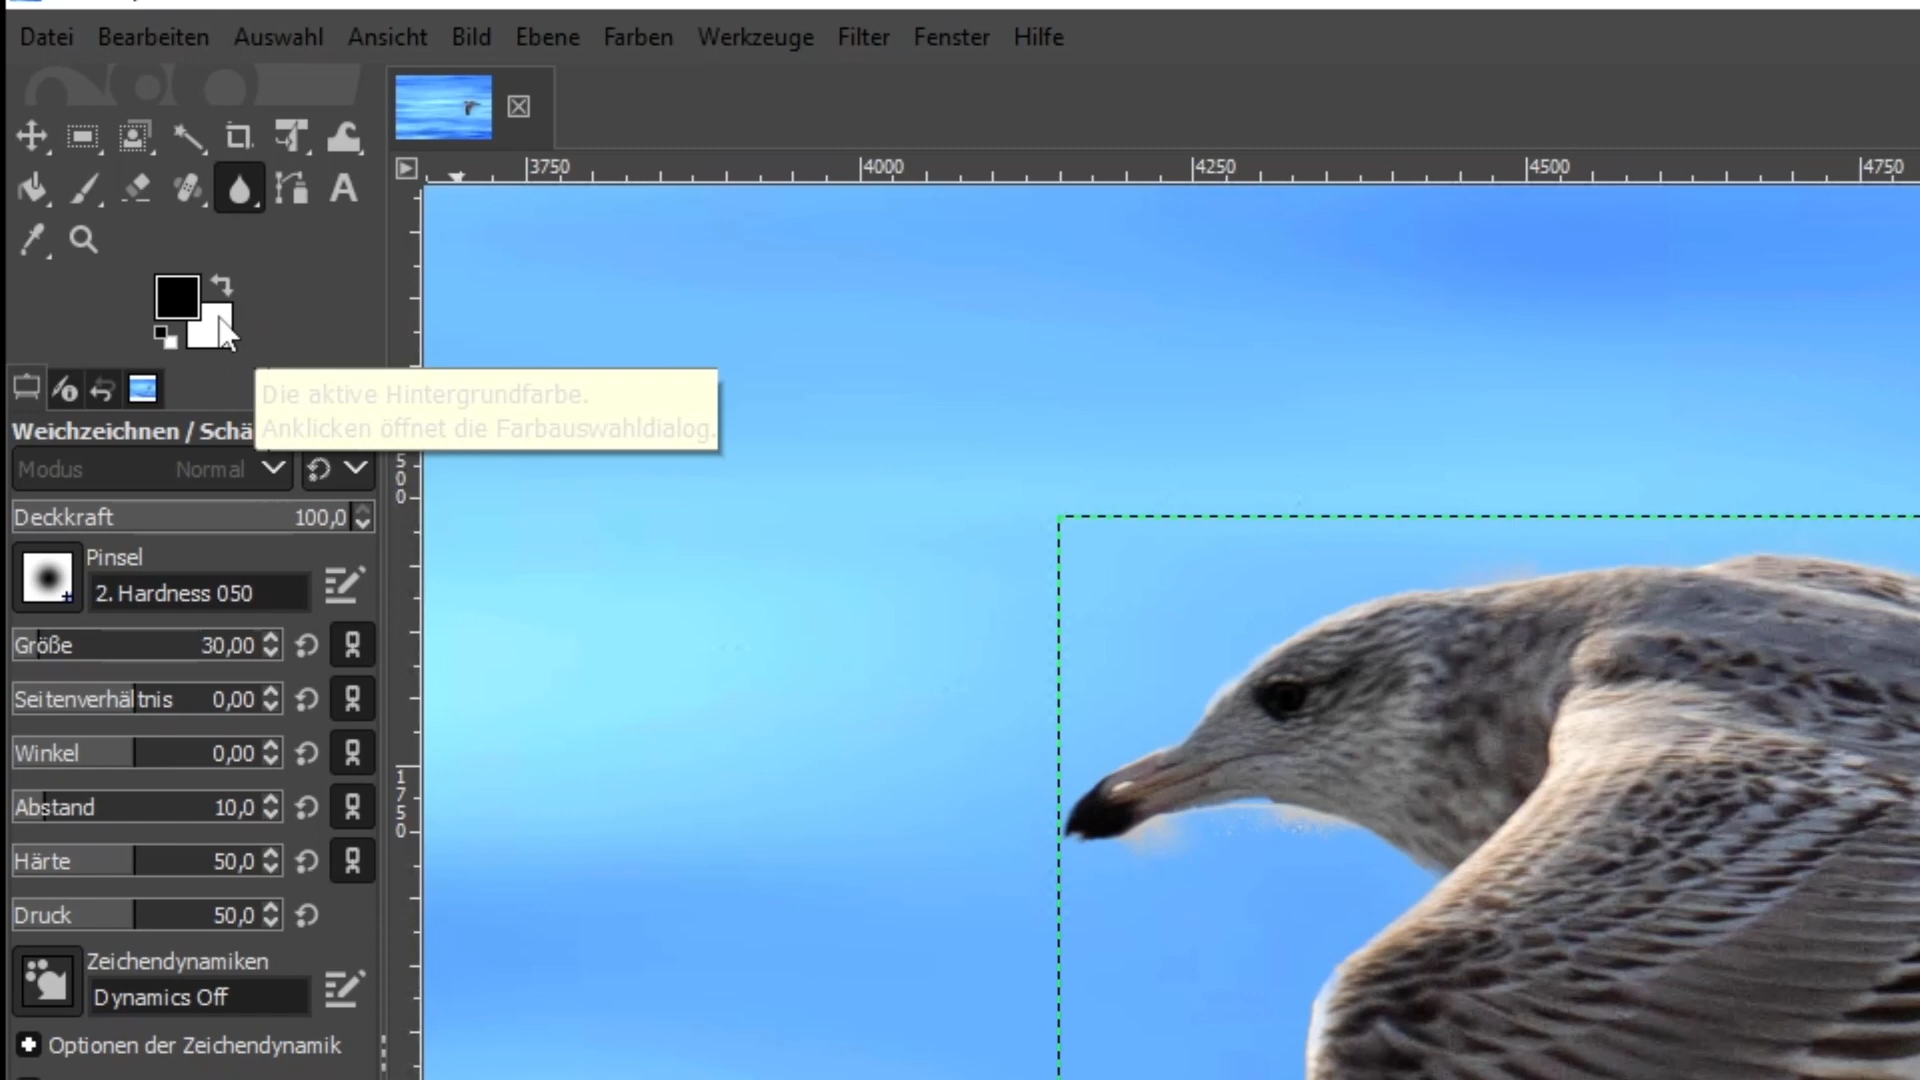 Datei Bearbeiten Auswahl Ansicht Bild Ebene Farben Werkzeuge Filter Fenster Hilfe
3750 4000 4250 4500 4750
Die aktive Hintergrundfarbe.
Anklicken öffnet die Farbauswahldialog.
Weichzeichnen / Schä
Modus Normal
500
Deckkraft 100,0
Pinsel
2. Hardness 050
Größe 30,00
Seitenverhältnis 0,00
Winkel 0,00
1750
Abstand 10,0
Härte 50,0
Druck 50,0
Zeichendynamiken
Dynamics Off
Optionen der Zeichendynamik